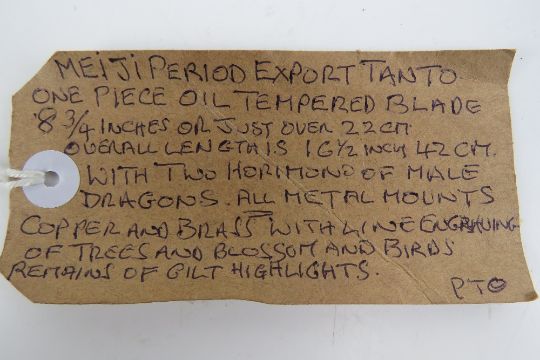 MEIJI PERIOD EXPORT TANTO
ONE PIECE OIL TEMPERED BLADE
8 3/4 INCHES OR JUST OVER 22CM
OVERALL LENGTH IS 16 1/2 INCH 42 CM.
WITH TWO HORIMONO OF MALE
DRAGONS. ALL METAL MOUNTS
COPPER AND BRASS WITH LINE ENGRAVING
OF TREES AND BLOSSOM AND BIRDS
REMAINS OF GILT HIGHLIGHTS.
PTO